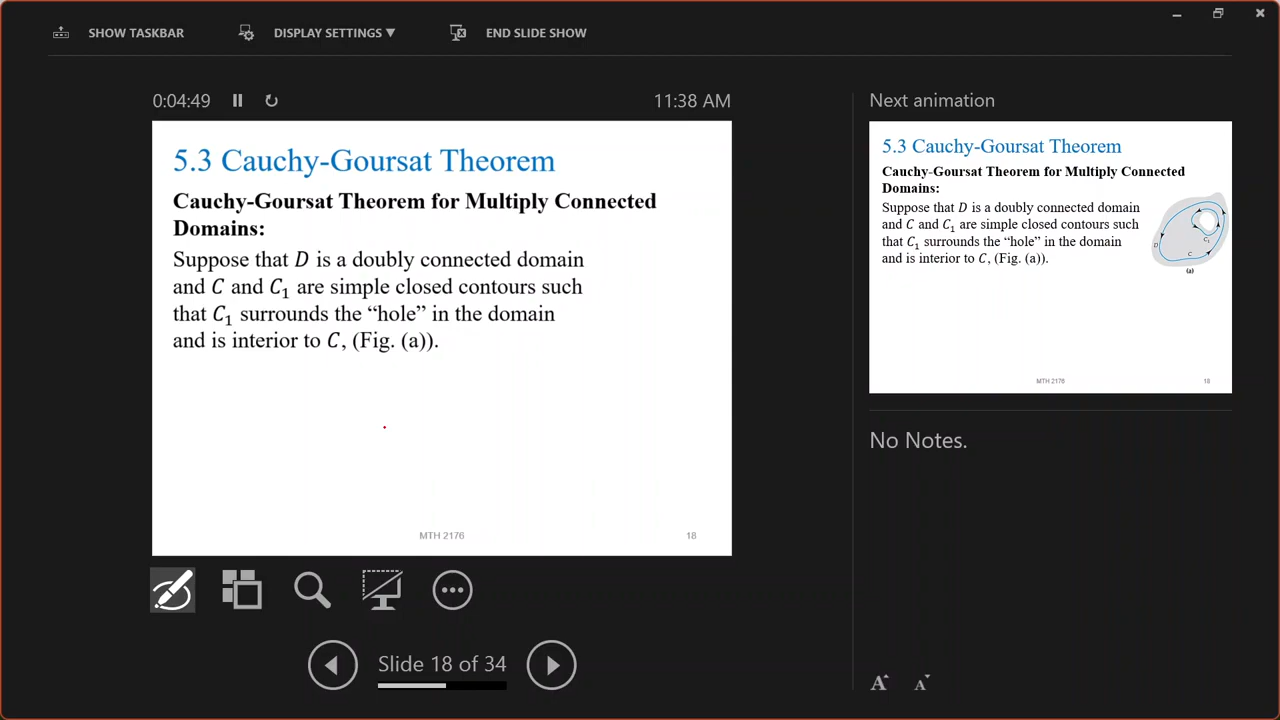 SHOW TASKBAR DISPLAY SETTINGS ▼ END SLIDE SHOW
0:04:49 11:38 AM
5.3 Cauchy-Goursat Theorem
Cauchy-Goursat Theorem for Multiply Connected
Domains:
Suppose that D is a doubly connected domain
and C and C₁ are simple closed contours such
that C₁ surrounds the “hole” in the domain
and is interior to C, (Fig. (a)).
MTH 2176 18
Slide 18 of 34
Next animation
5.3 Cauchy-Goursat Theorem
Cauchy-Goursat Theorem for Multiply Connected
Domains:
Suppose that D is a doubly connected domain
and C and C₁ are simple closed contours such
that C₁ surrounds the “hole” in the domain
and is interior to C, (Fig. (a)).
C₁
D
C
(a)
MTH 2176 18
No Notes.
A A